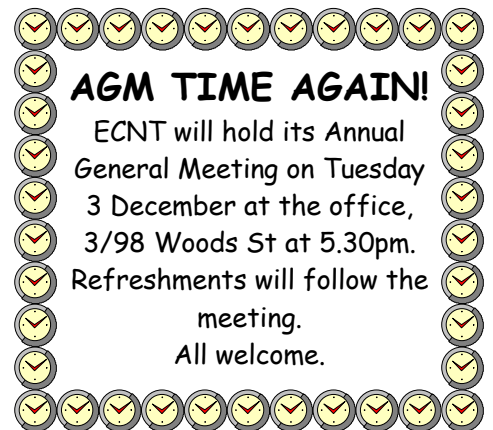 AGM TIME AGAIN!
ECNT will hold its Annual
General Meeting on Tuesday
3 December at the office,
3/98 Woods St at 5.30pm.
Refreshments will follow the
meeting.
All welcome.